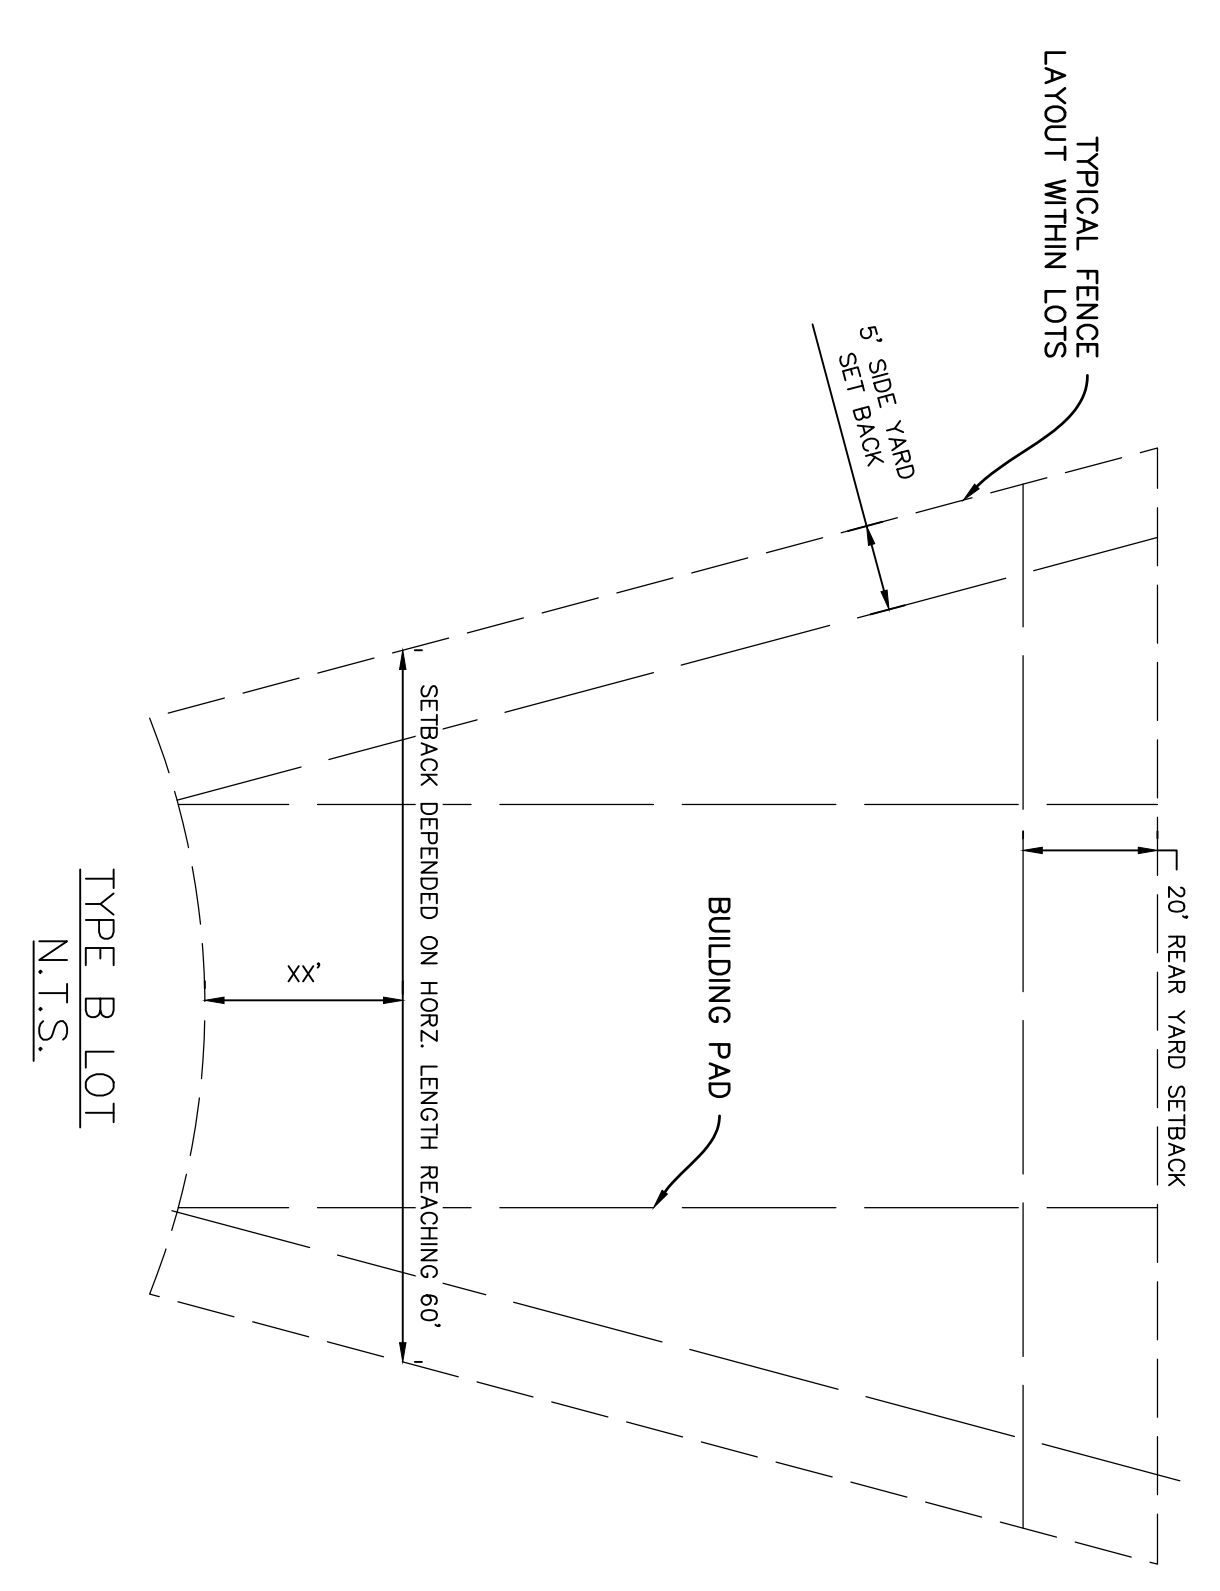 20' REAR YARD SETBACK
TYPICAL FENCE
LAYOUT WITHIN LOTS
5' SIDE YARD
SET BACK
BUILDING PAD
SETBACK DEPENDED ON HORZ. LENGTH REACHING 60'
XX'
TYPE B LOT
N.T.S.